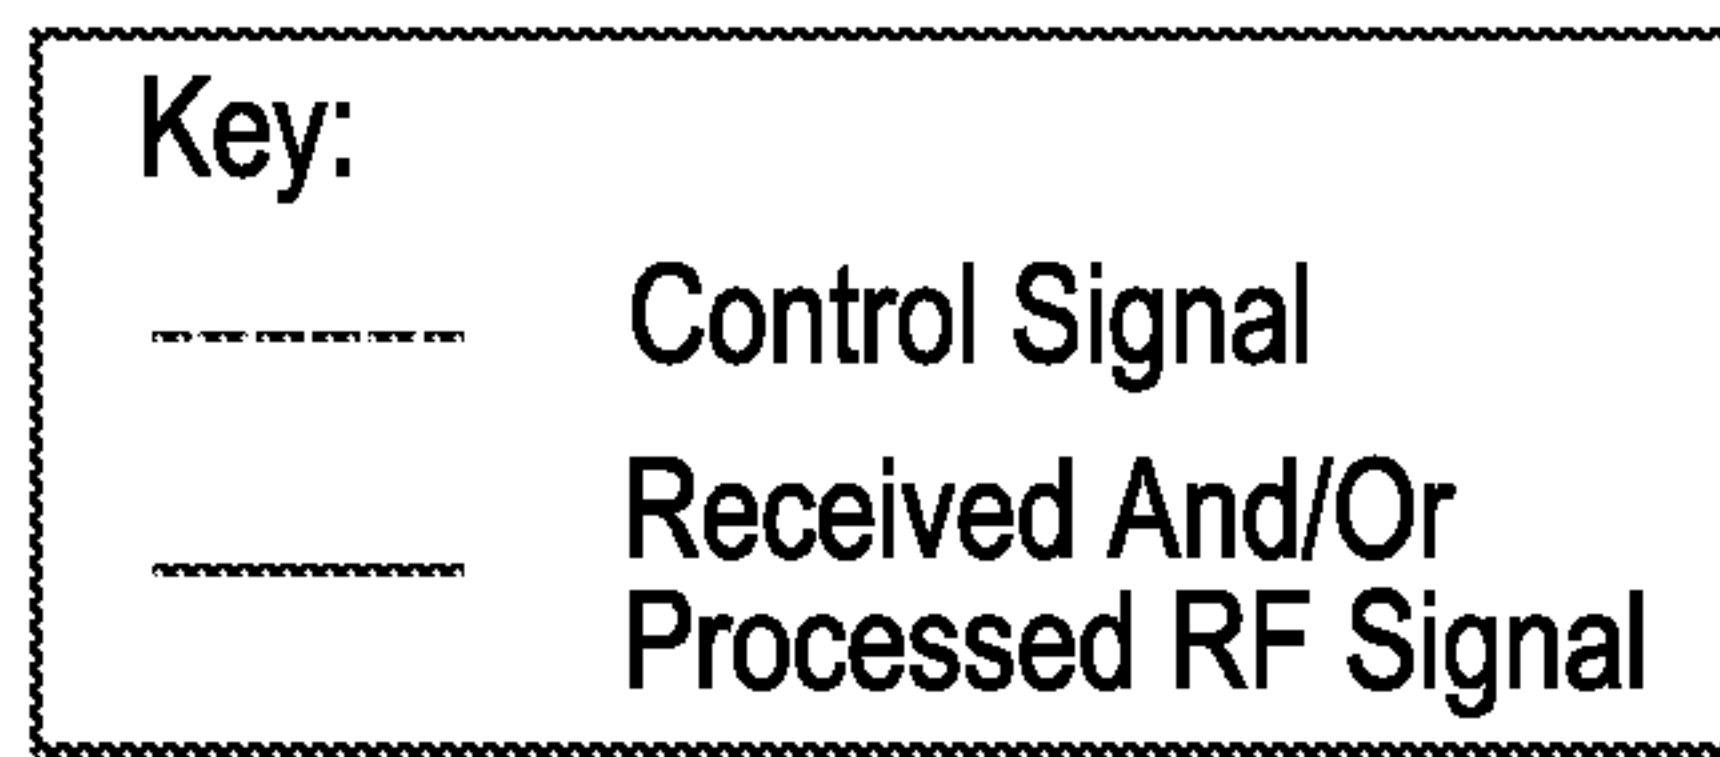 Key:
Control Signal
Received And/Or
Processed RF Signal